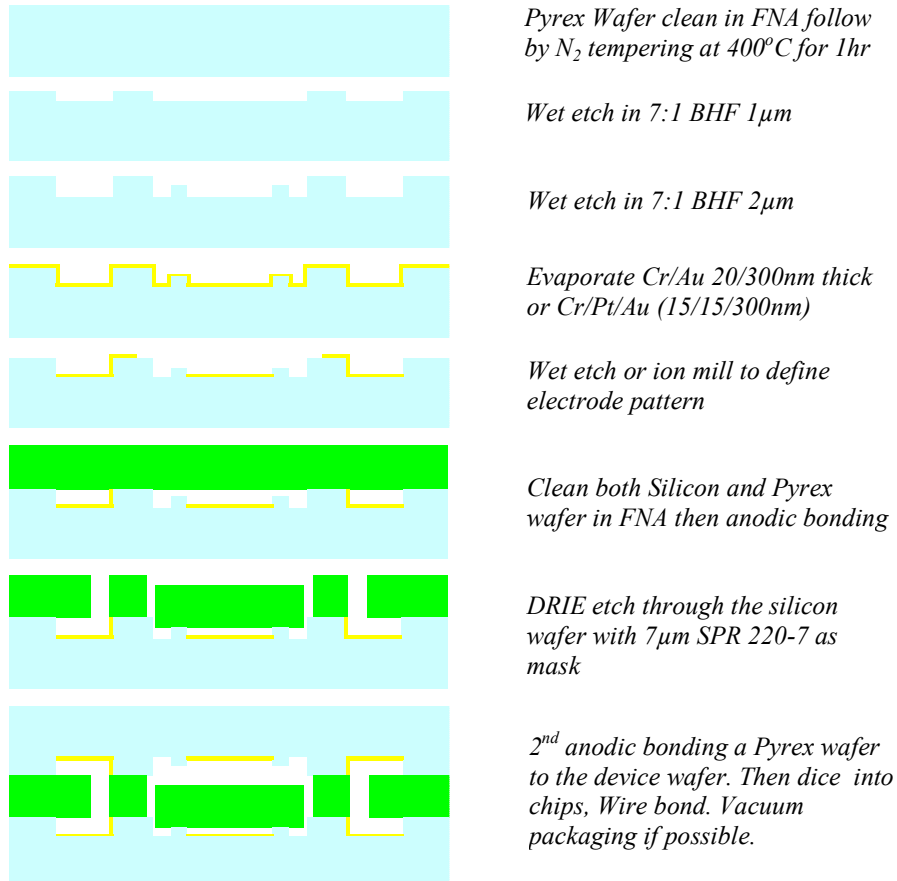 Pyrex Wafer clean in FNA follow
by N2 tempering at 400oC for 1hr
Wet etch in 7:1 BHF 1µm
Wet etch in 7:1 BHF 2µm
Evaporate Cr/Au 20/300nm thick
or Cr/Pt/Au (15/15/300nm)
Wet etch or ion mill to define
electrode pattern
Clean both Silicon and Pyrex
wafer in FNA then anodic bonding
DRIE etch through the silicon
wafer with 7µm SPR 220-7 as
mask
2nd anodic bonding a Pyrex wafer
to the device wafer. Then dice into
chips, Wire bond. Vacuum
packaging if possible.